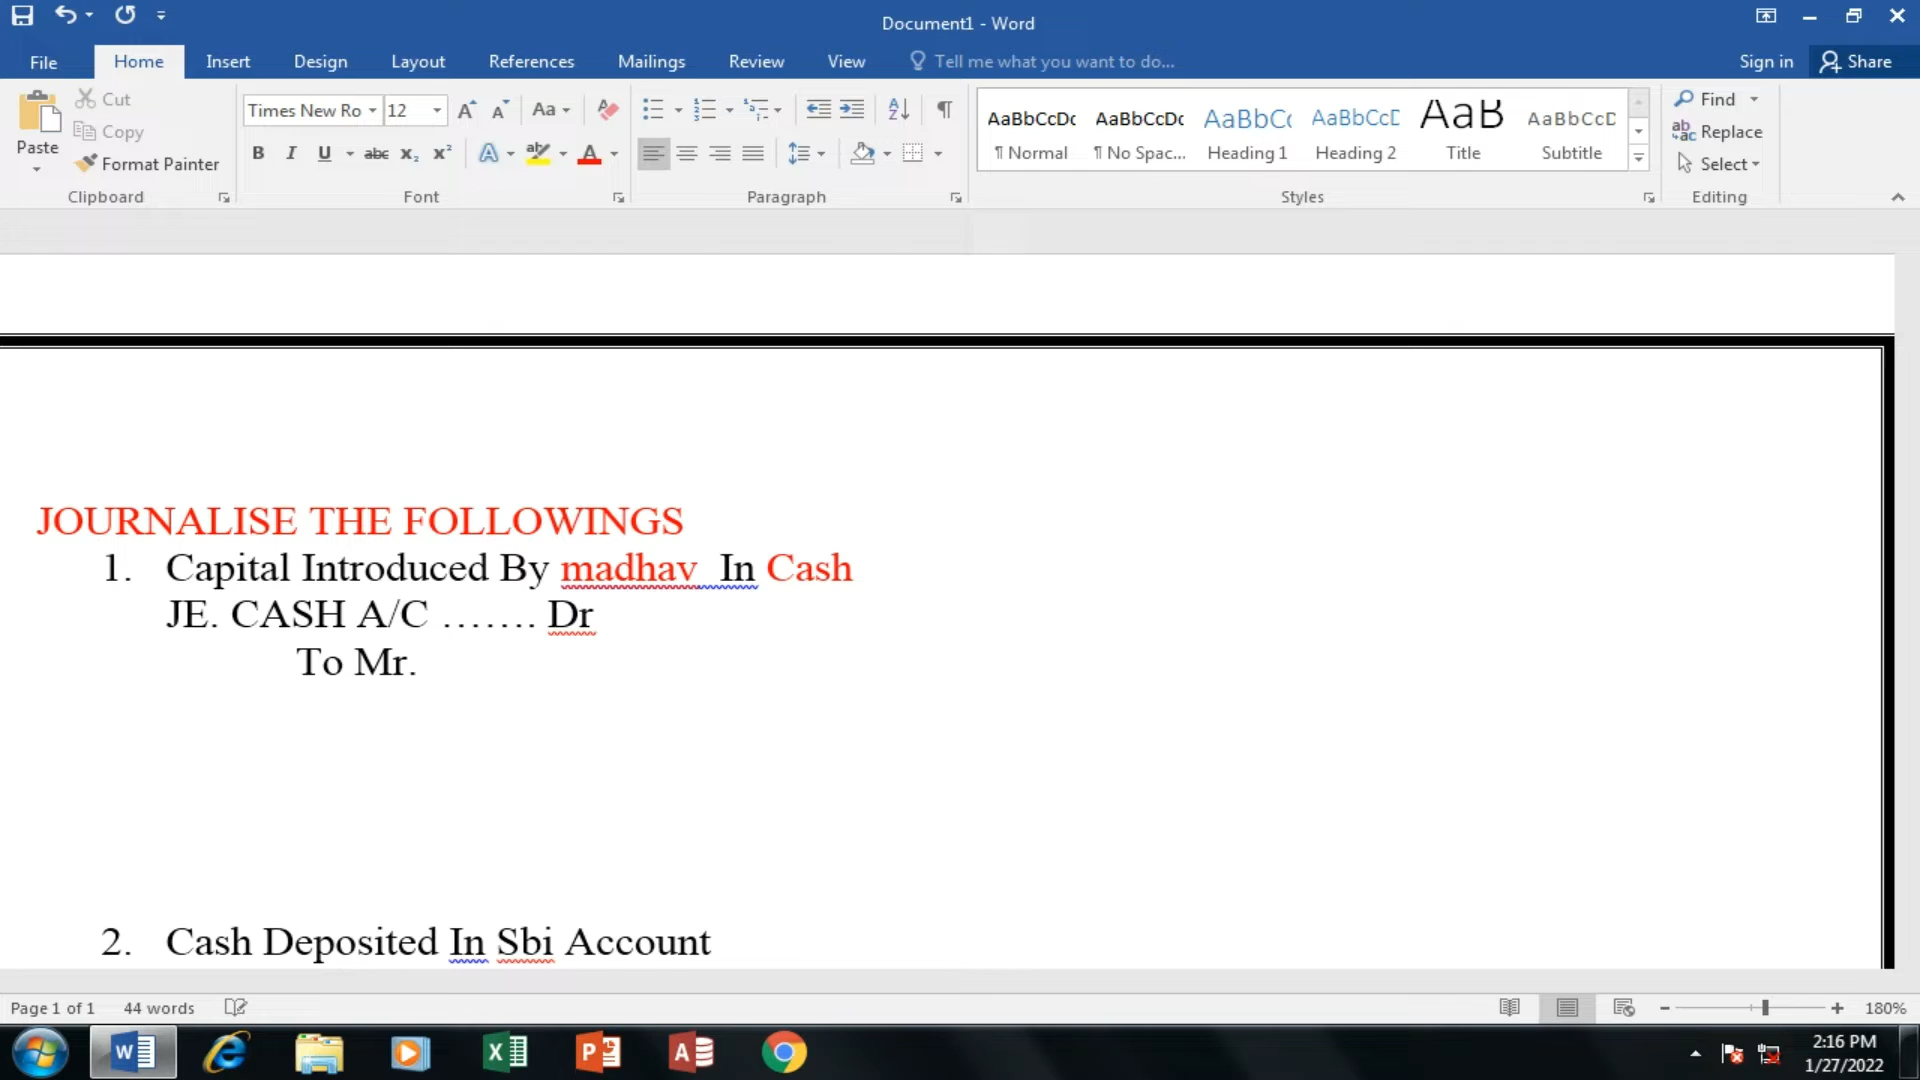 Document1 - Word
File Home Insert Design Layout References Mailings Review View Tell me what you want to do... Sign in Share
Paste
Cut
Copy
Format Painter
Clipboard
Times New Ro 12
Font
Paragraph
AaBbCcDc AaBbCcDc AaBbC AaBbCcD AaB AaBbCcD
¶ Normal ¶ No Spac... Heading 1 Heading 2 Title Subtitle
Styles
Find
Replace
Select
Editing
JOURNALISE THE FOLLOWINGS
1. Capital Introduced By madhav In Cash
JE. CASH A/C ....... Dr
To Mr.
2. Cash Deposited In Sbi Account
Page 1 of 1 44 words 180%
2:16 PM
1/27/2022